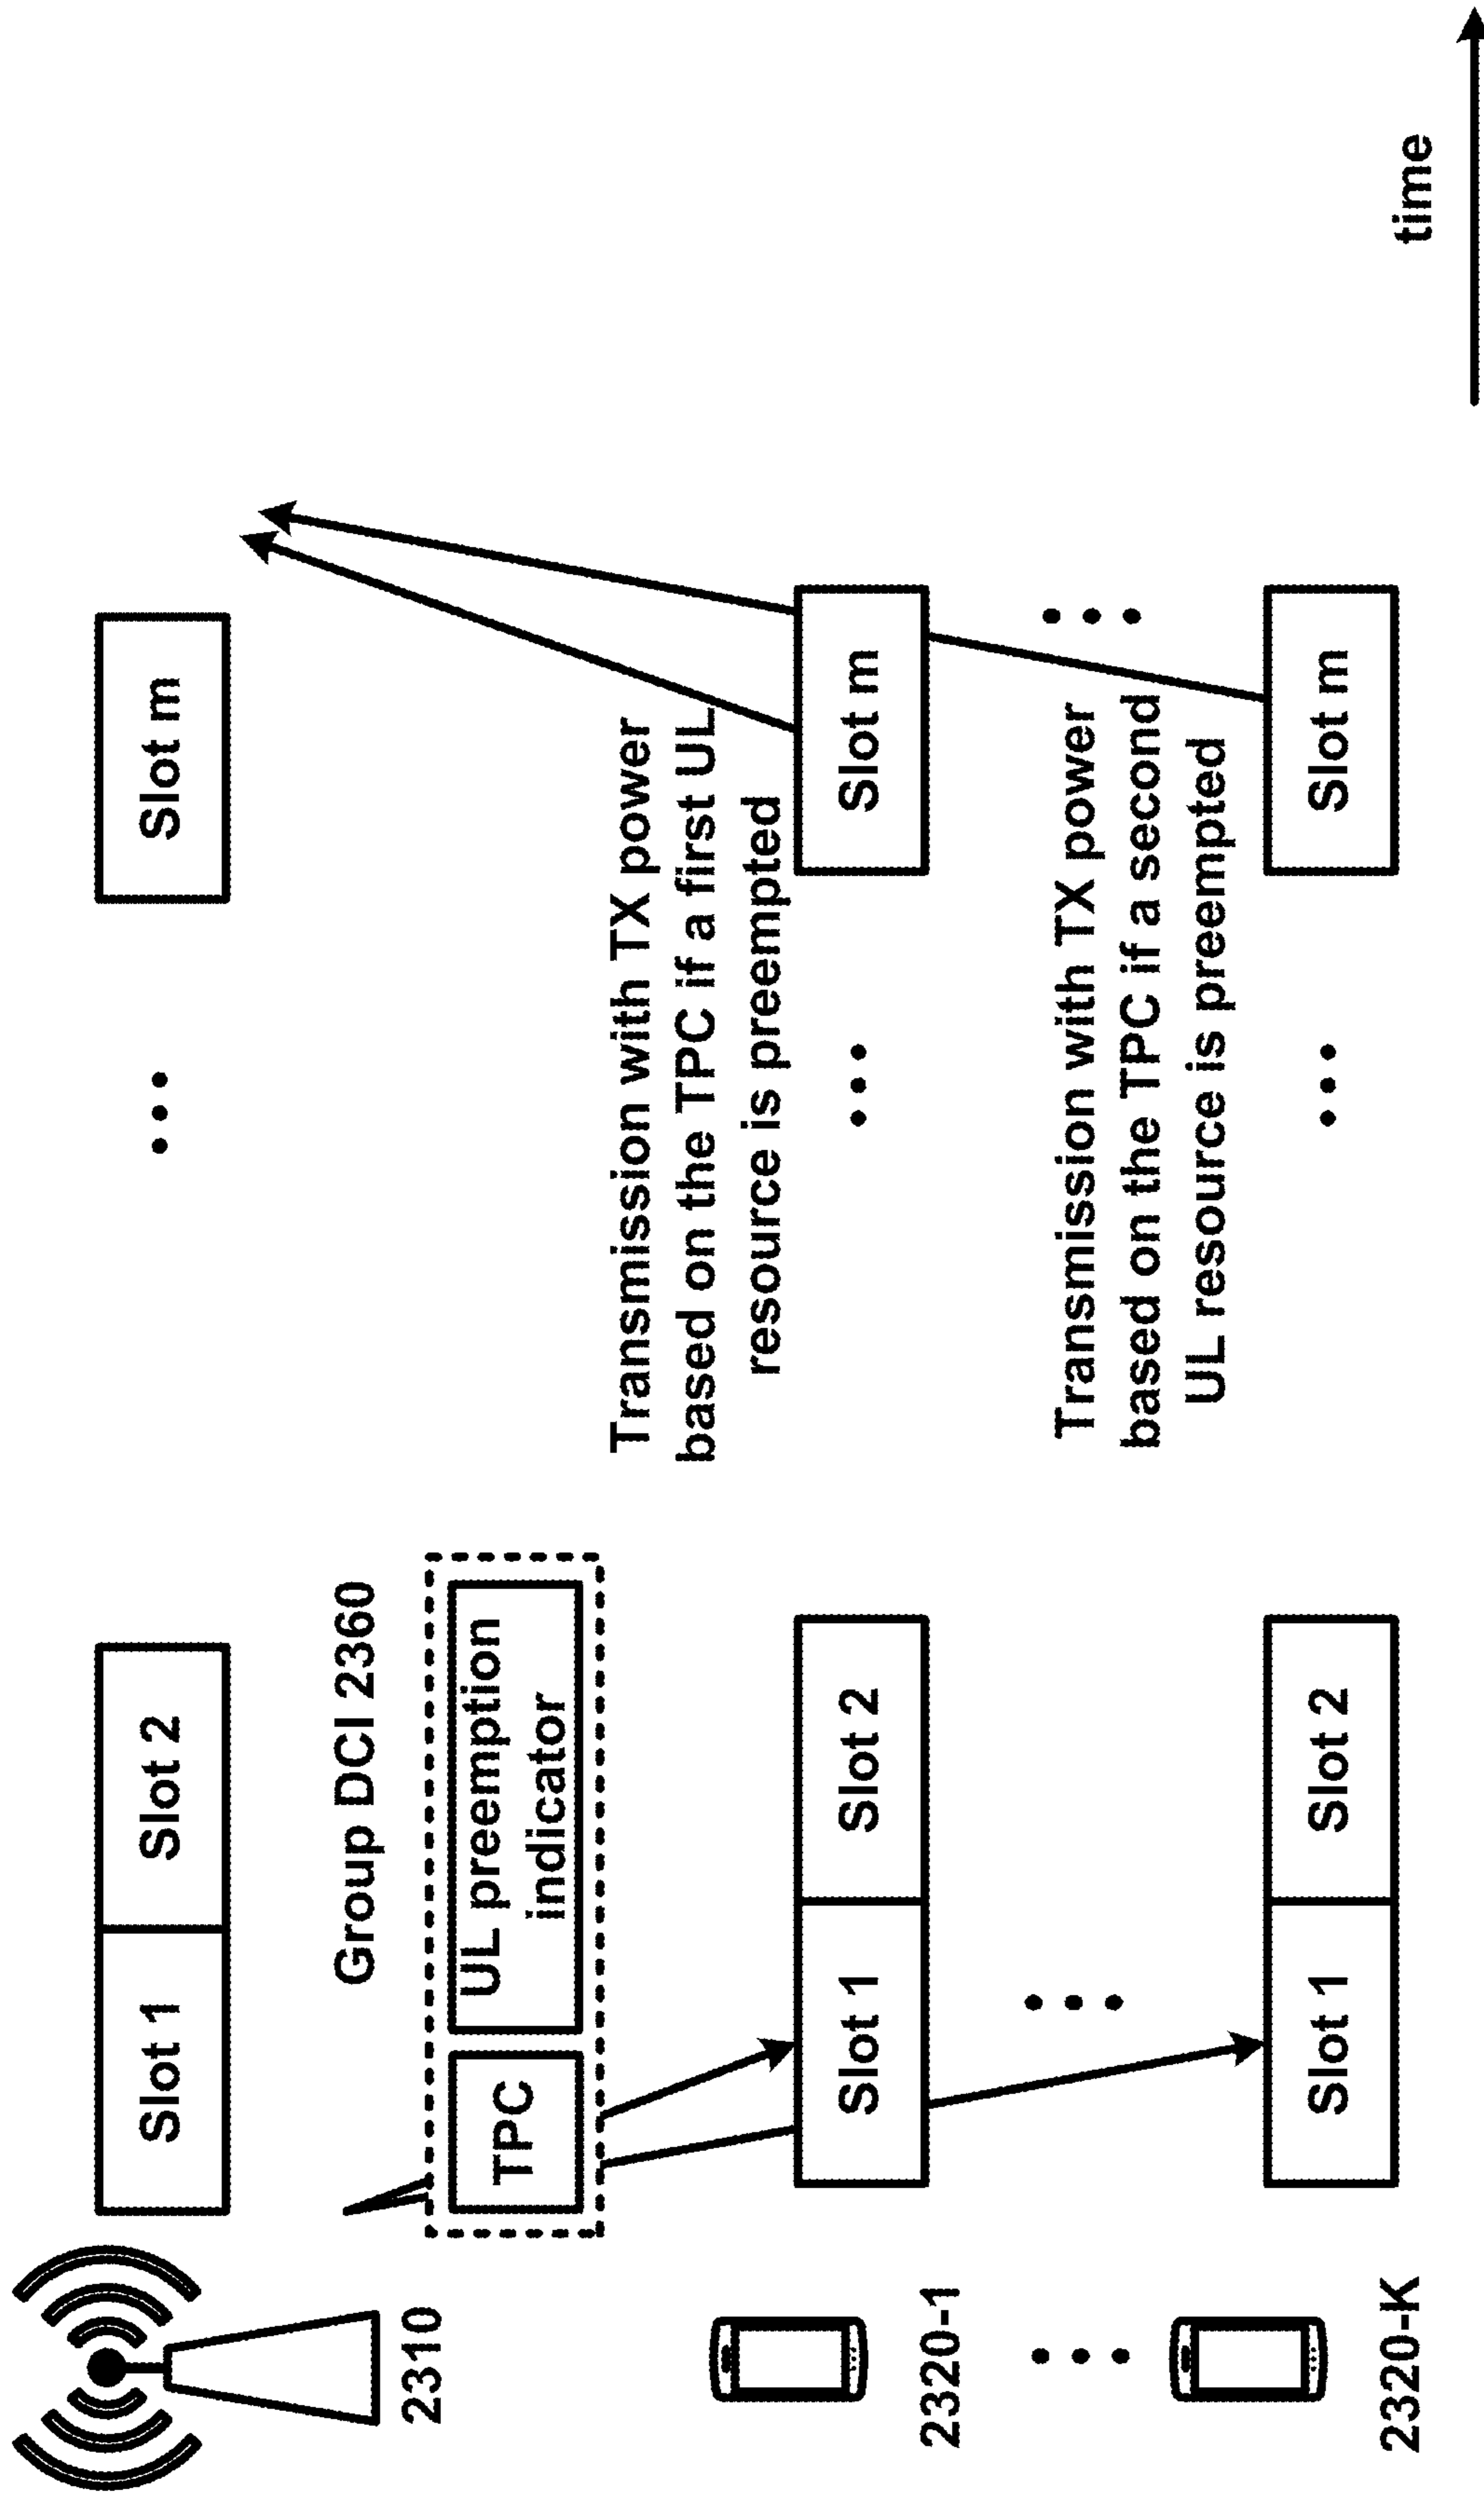 Slot 1
Slot 2
Slot m
2310
Group DCI 2360
TPC
UL preemption
indicator
Transmission with TX power
based on the TPC if a first UL
resource is preempted
Slot 1
Slot 2
Slot m
2320-1
Transmission with TX power
based on the TPC if a second
UL resource is preempted
Slot 1
Slot 2
Slot m
2320-K
time